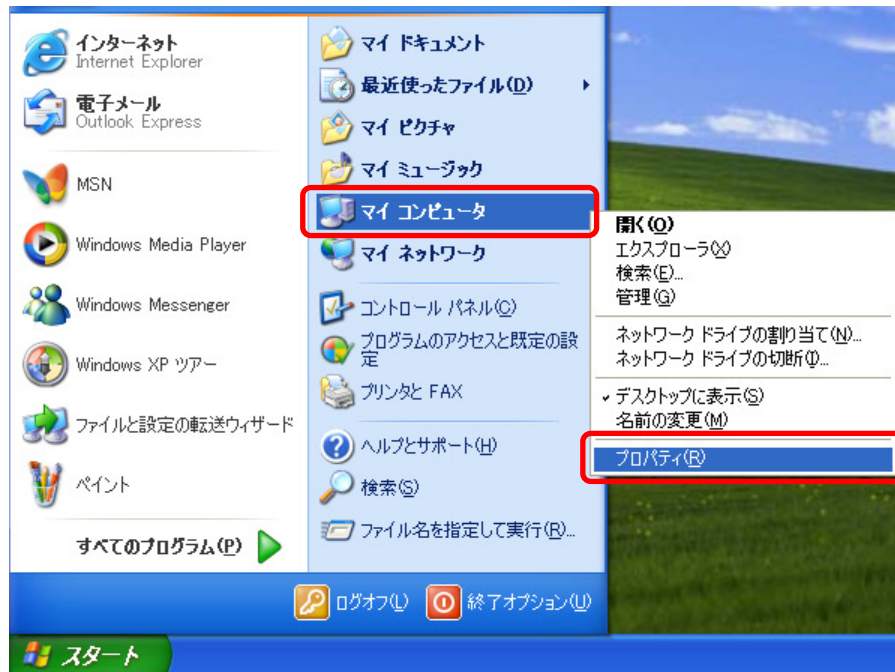 インターネット
Internet Explorer
電子メール
Outlook Express
MSN
Windows Media Player
Windows Messenger
Windows XP ツアー
ファイルと設定の転送ウィザード
ペイント
すべてのプログラム(P)
マイ ドキュメント
最近使ったファイル(D)
マイ ピクチャ
マイ ミュージック
マイ コンピュータ
マイ ネットワーク
コントロール パネル(C)
プログラムのアクセスと既定の設
定
プリンタと FAX
ヘルプとサポート(H)
検索(S)
ファイル名を指定して実行(R)...
開く(O)
エクスプローラ(X)
検索(E)...
管理(G)
ネットワーク ドライブの割り当て(N)...
ネットワーク ドライブの切断(I)...
デスクトップに表示(S)
名前の変更(M)
プロパティ(R)
ログオフ(L)
終了オプション(U)
スタート